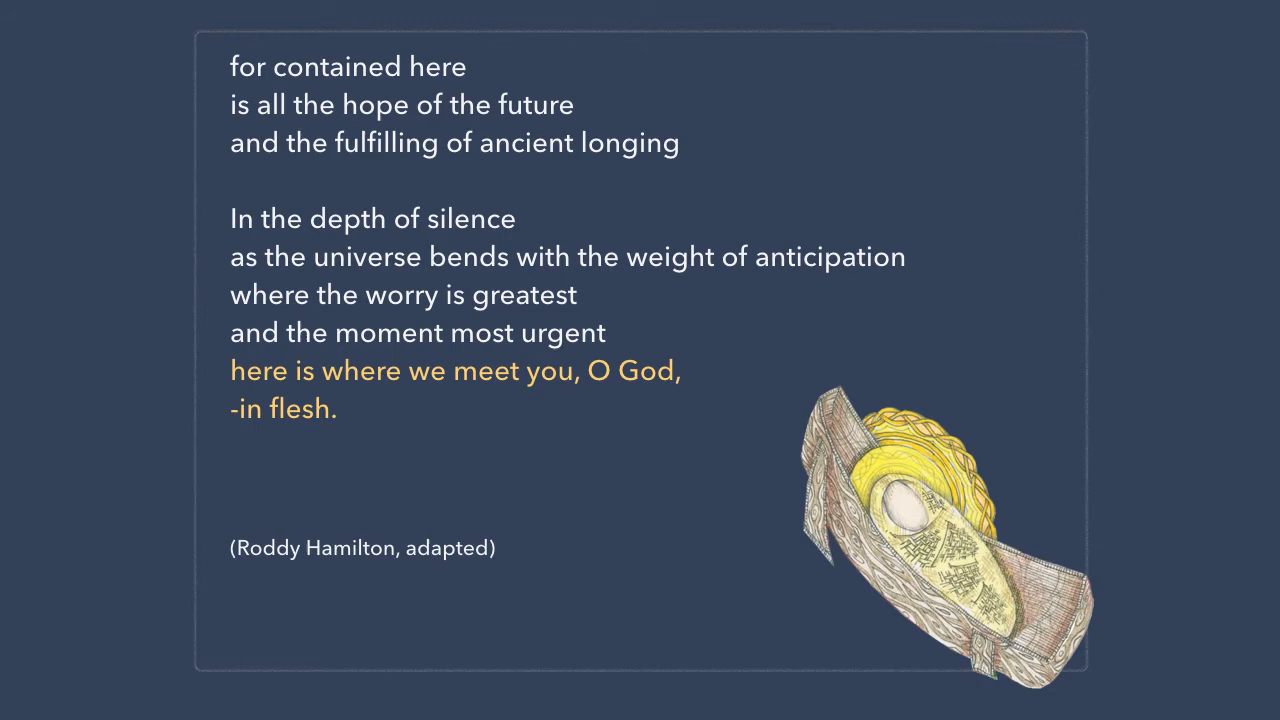 for contained here
is all the hope of the future
and the fulfilling of ancient longing
In the depth of silence
as the universe bends with the weight of anticipation
where the worry is greatest
and the moment most urgent
here is where we meet you, O God,
-in flesh.
(Roddy Hamilton, adapted)